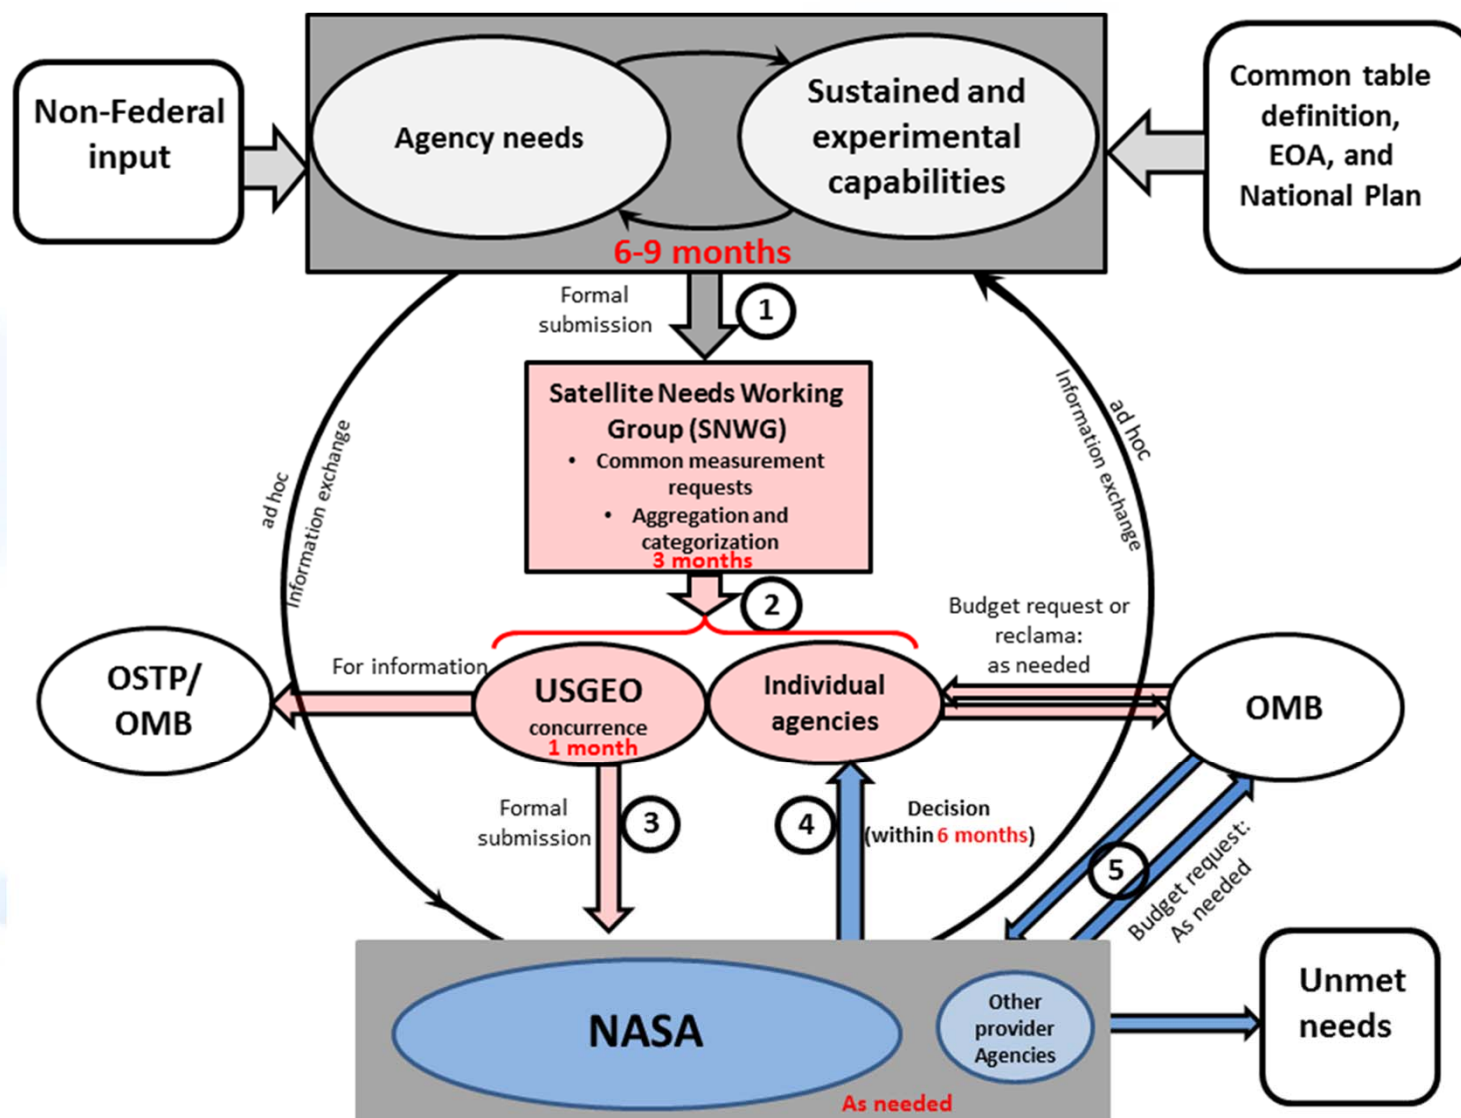 Non-Federal
input
Agency needs
Sustained and
experimental
capabilities
Common table
definition,
EOA, and
National Plan
6-9 months
Formal
submission
1
Satellite Needs Working
Group (SNWG)
• Common measurement
requests
• Aggregation and
categorization
3 months
ad hoc
Information exchange
ad hoc
Information exchange
2
Budget request or
reclama:
as needed
OSTP/
OMB
For information
USGEO
concurrence
1 month
Individual
agencies
OMB
Formal
submission
3
4
Decision
(within 6 months)
5
Budget request:
As needed
NASA
Other
provider
Agencies
As needed
Unmet
needs